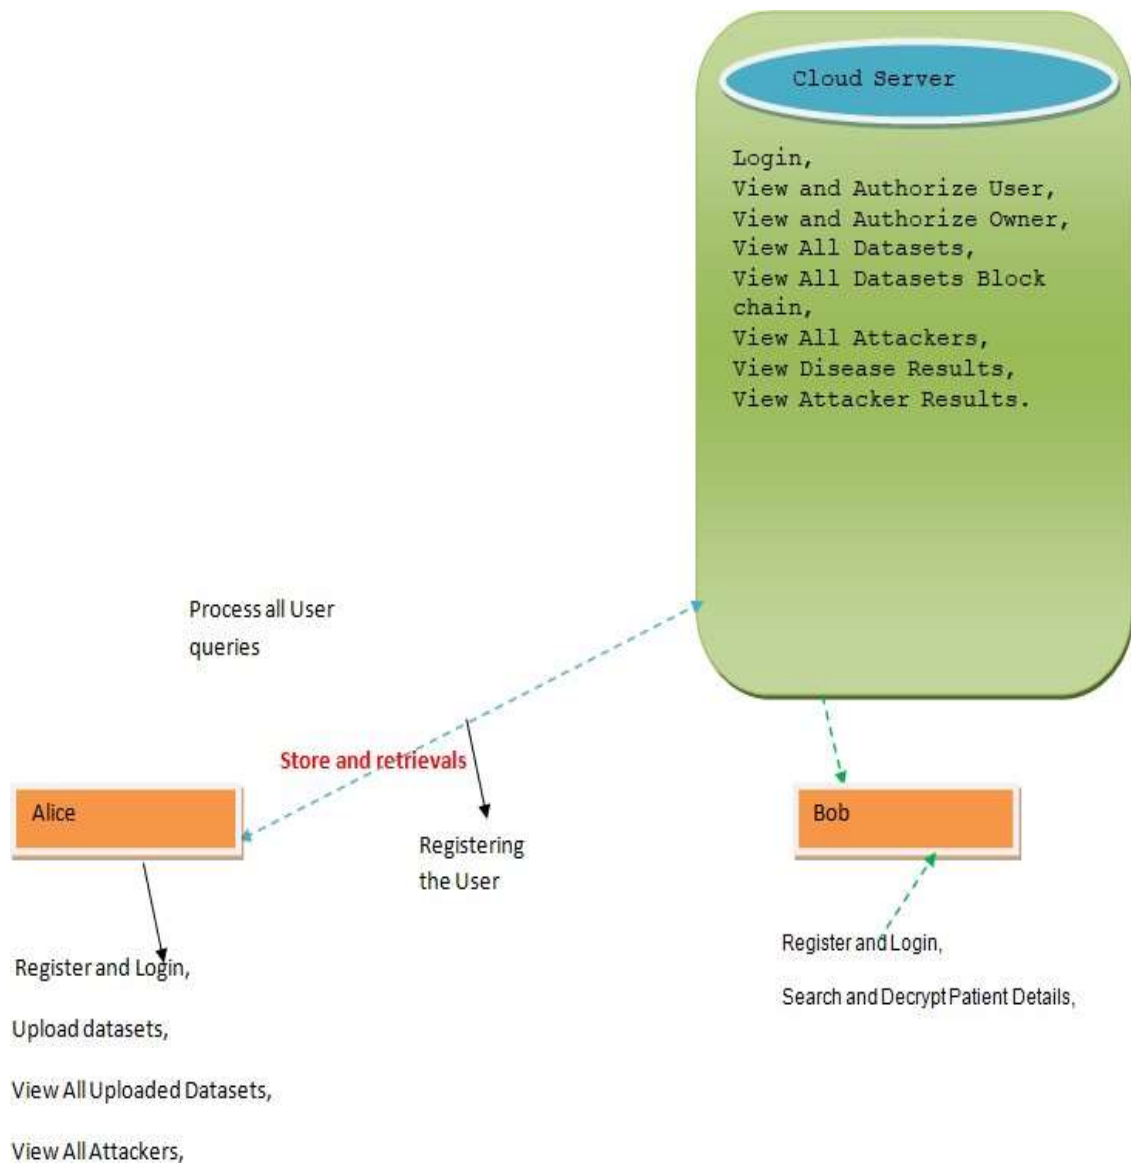 Cloud Server
Login,
View and Authorize User,
View and Authorize Owner,
View All Datasets,
View All Datasets Block
chain,
View All Attackers,
View Disease Results,
View Attacker Results.
Process all User
queries
Store and retrievals
Alice
Bob
Registering
the User
Register and Login,
Upload datasets,
View All Uploaded Datasets,
View All Attackers,
Register and Login,
Search and Decrypt Patient Details,